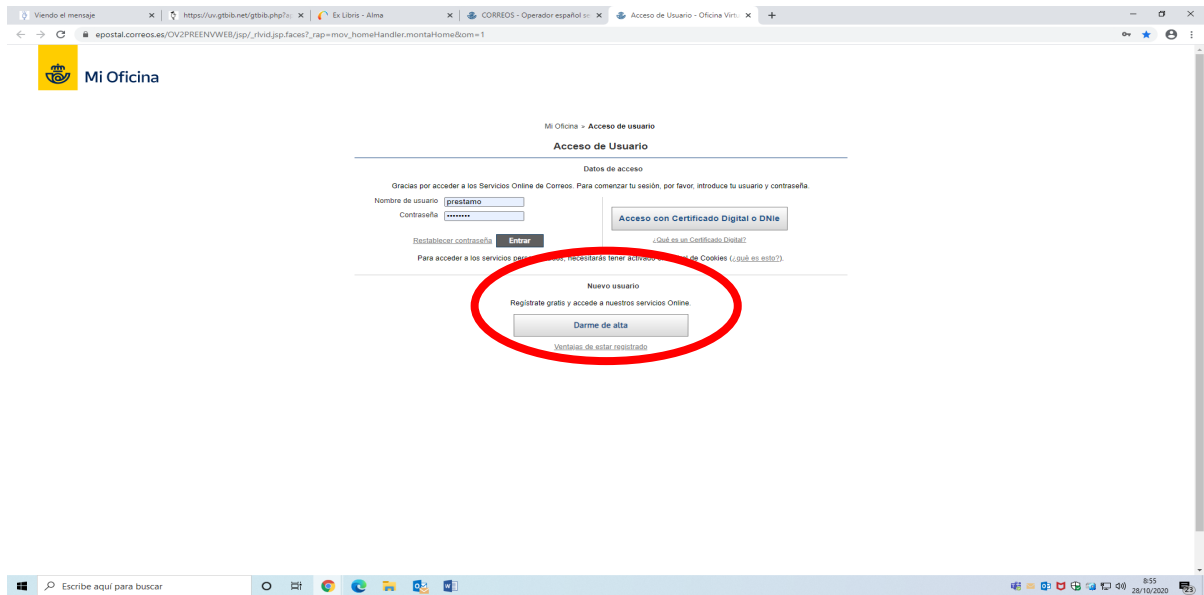 Viendo el mensaje
https://uv.gtbib.net/gtbib.php?a
Ex Libris - Alma
CORREOS - Operador español se
Acceso de Usuario - Oficina Virtu
epostal.correos.es/OV2PREENVWEB/jsp/_rlvid.jsp.faces?_rap=mov_homeHandler.montaHome&om=1
Mi Oficina
Mi Oficina » Acceso de usuario
Acceso de Usuario
Datos de acceso
Gracias por acceder a los Servicios Online de Correos. Para comenzar tu sesión, por favor, introduce tu usuario y contraseña.
Nombre de usuario prestamo
Contraseña ••••••••
Acceso con Certificado Digital o DNIe
Restablecer contraseña Entrar
¿Qué es un Certificado Digital?
Para acceder a los servicios necesitarás tener activado de Cookies (¿qué es esto?).
Nuevo usuario
Regístrate gratis y accede a nuestros servicios Online.
Darme de alta
Ventajas de estar registrado
Escribe aquí para buscar
8:55
28/10/2020
23